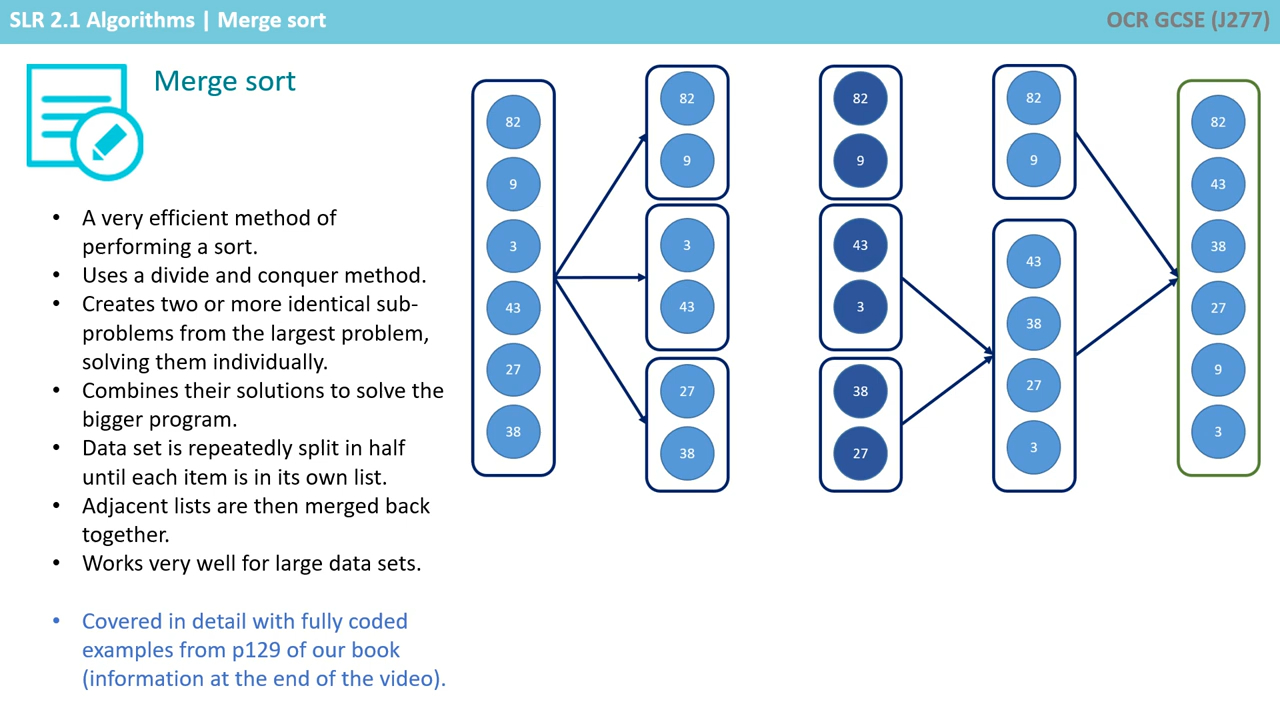 SLR 2.1 Algorithms | Merge sort
OCR GCSE (J277)
Merge sort
• A very efficient method of
performing a sort.
• Uses a divide and conquer method.
• Creates two or more identical sub-
problems from the largest problem,
solving them individually.
• Combines their solutions to solve the
bigger program.
• Data set is repeatedly split in half
until each item is in its own list.
• Adjacent lists are then merged back
together.
• Works very well for large data sets.
• Covered in detail with fully coded
examples from p129 of our book
(information at the end of the video).
82
9
3
43
27
38
82
9
3
43
27
38
82
9
43
3
38
27
82
9
43
38
27
3
82
43
38
27
9
3